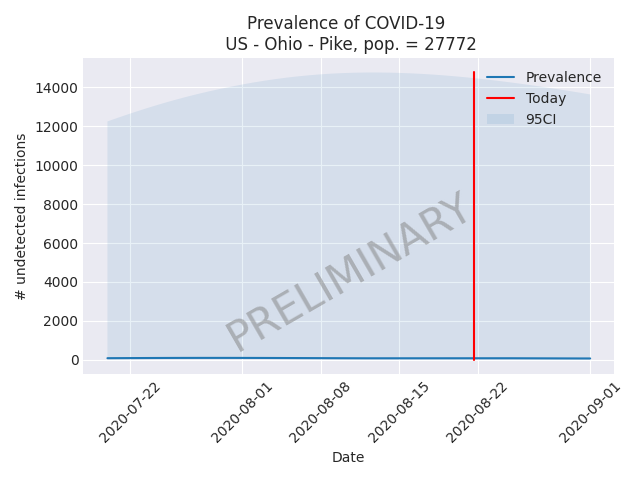 Prevalence of COVID-19
US - Ohio - Pike, pop. = 27772
Prevalence
Today
95CI
14000
12000
10000
8000
6000
4000
2000
0
# undetected infections
PRELIMINARY
2020-07-22
2020-08-01
2020-08-08
2020-08-15
2020-08-22
2020-09-01
Date